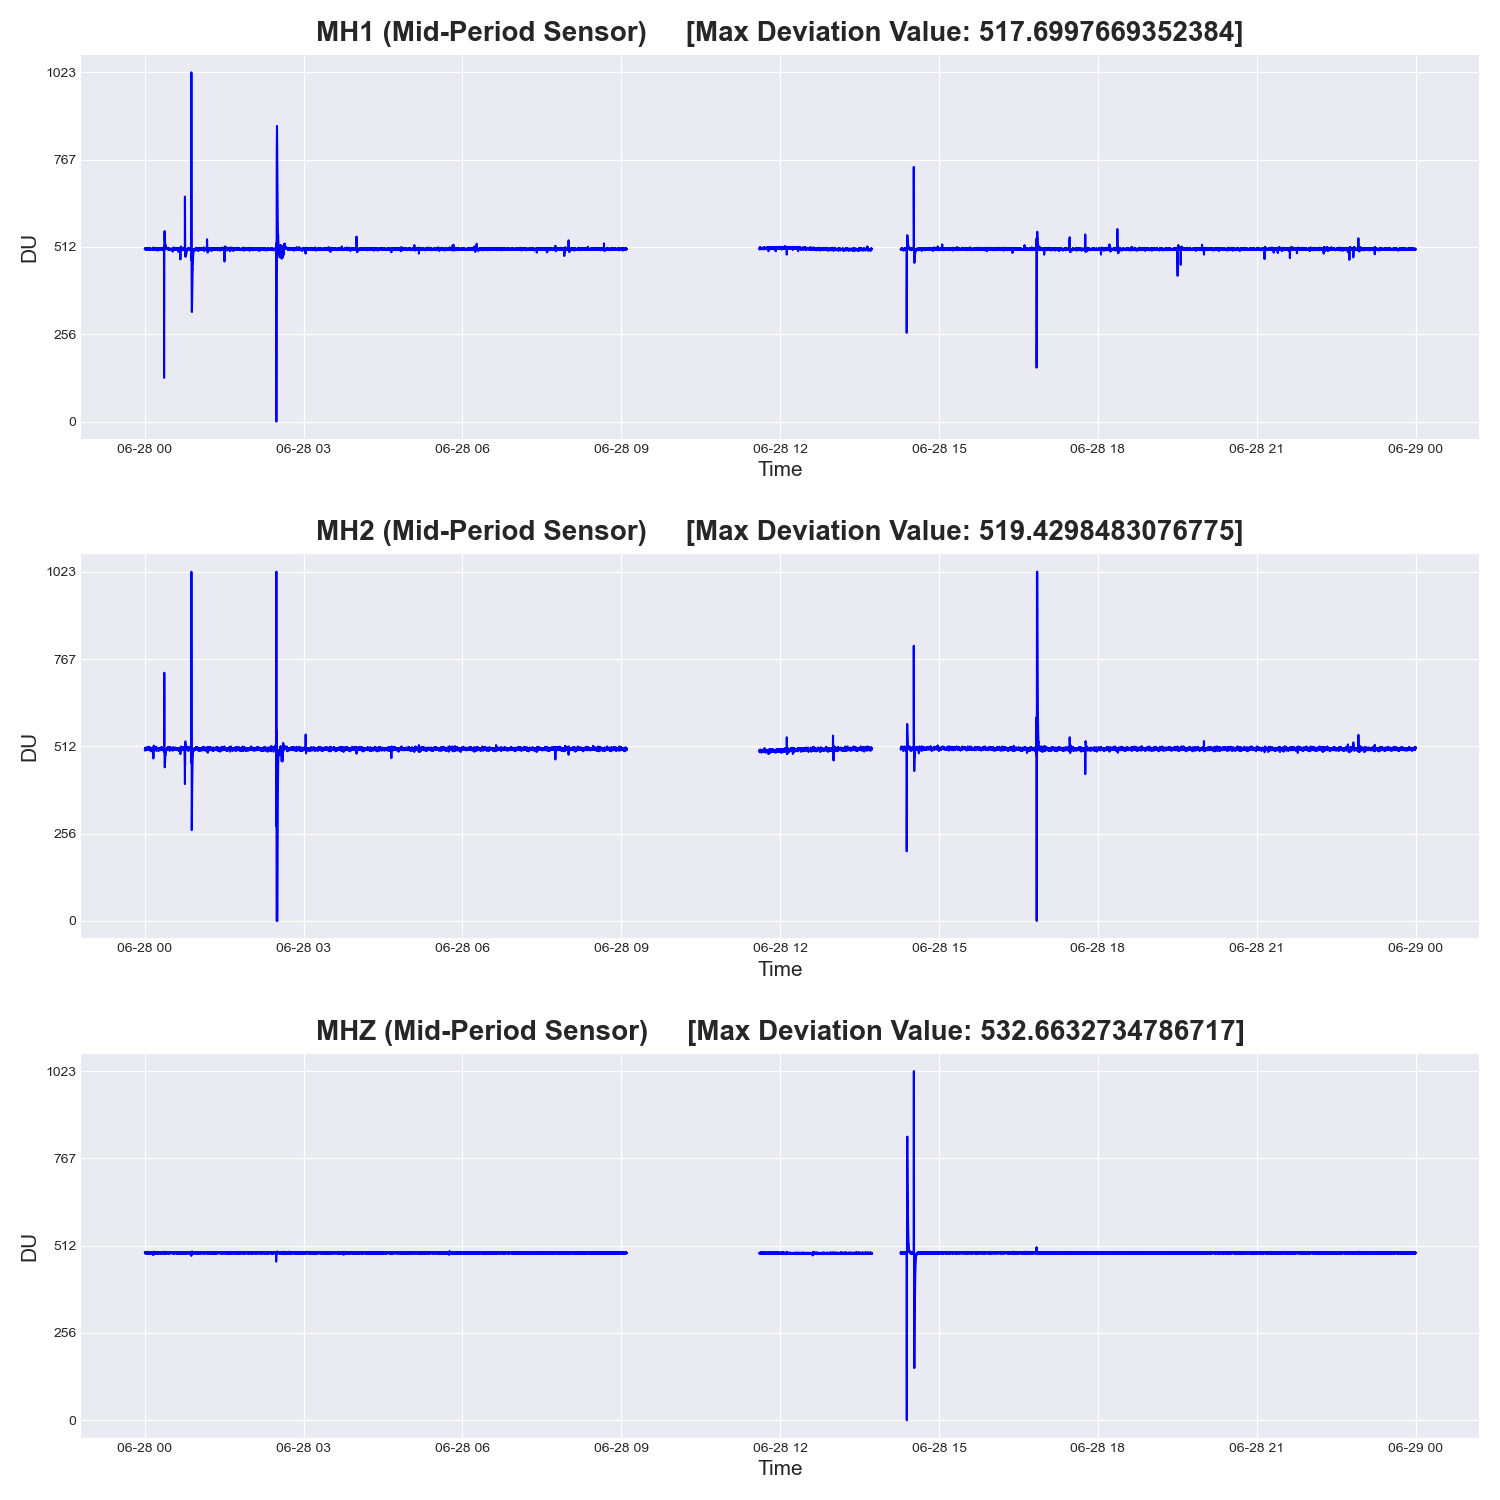 MH1 (Mid-Period Sensor) [Max Deviation Value: 517.6997669352384]
1023
767
512
256
0
DU
06-28 00 06-28 03 06-28 06 06-28 09 06-28 12 06-28 15 06-28 18 06-28 21 06-29 00
Time
MH2 (Mid-Period Sensor) [Max Deviation Value: 519.4298483076775]
1023
767
512
256
0
DU
06-28 00 06-28 03 06-28 06 06-28 09 06-28 12 06-28 15 06-28 18 06-28 21 06-29 00
Time
MHZ (Mid-Period Sensor) [Max Deviation Value: 532.6632734786717]
1023
767
512
256
0
DU
06-28 00 06-28 03 06-28 06 06-28 09 06-28 12 06-28 15 06-28 18 06-28 21 06-29 00
Time